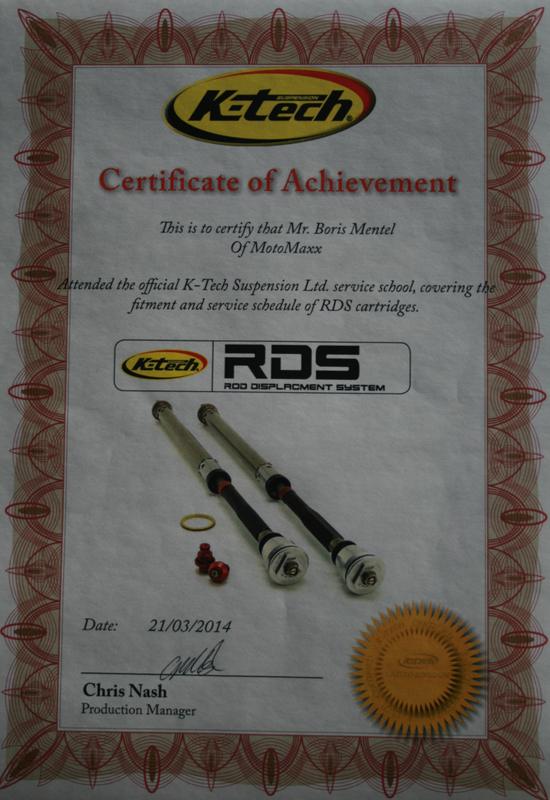 SUSPENSION
K-tech®
Certificate of Achievement
This is to certify that Mr. Boris Mentel
Of MotoMaxx
Attended the official K-Tech Suspension Ltd. service school, covering the
fitment and service schedule of RDS cartridges.
K-tech
RDS
ROD DISPLACMENT SYSTEM
Date: 21/03/2014
Chris Nash
Production Manager
K-tech